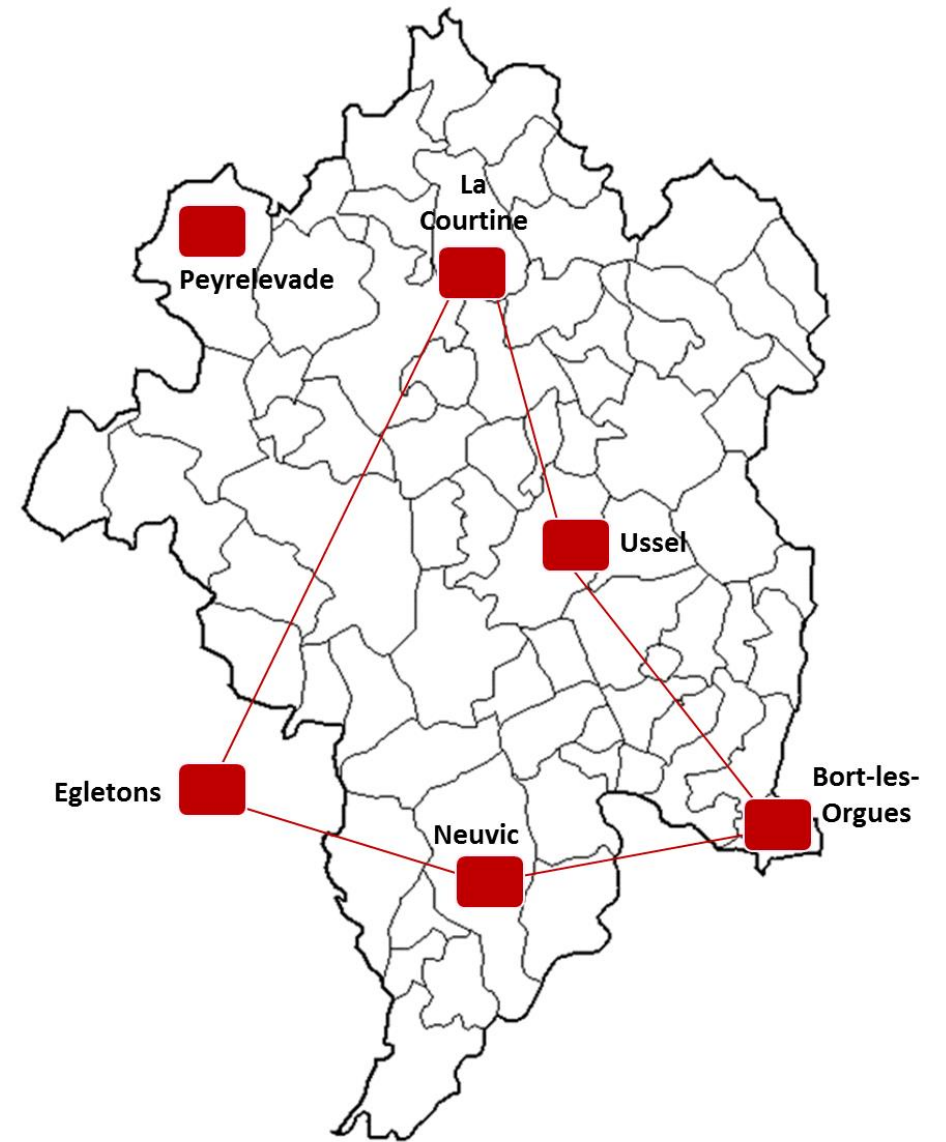 La
Courtine
Peyrelevade
Ussel
Egletons
Bort-les-
Orgues
Neuvic